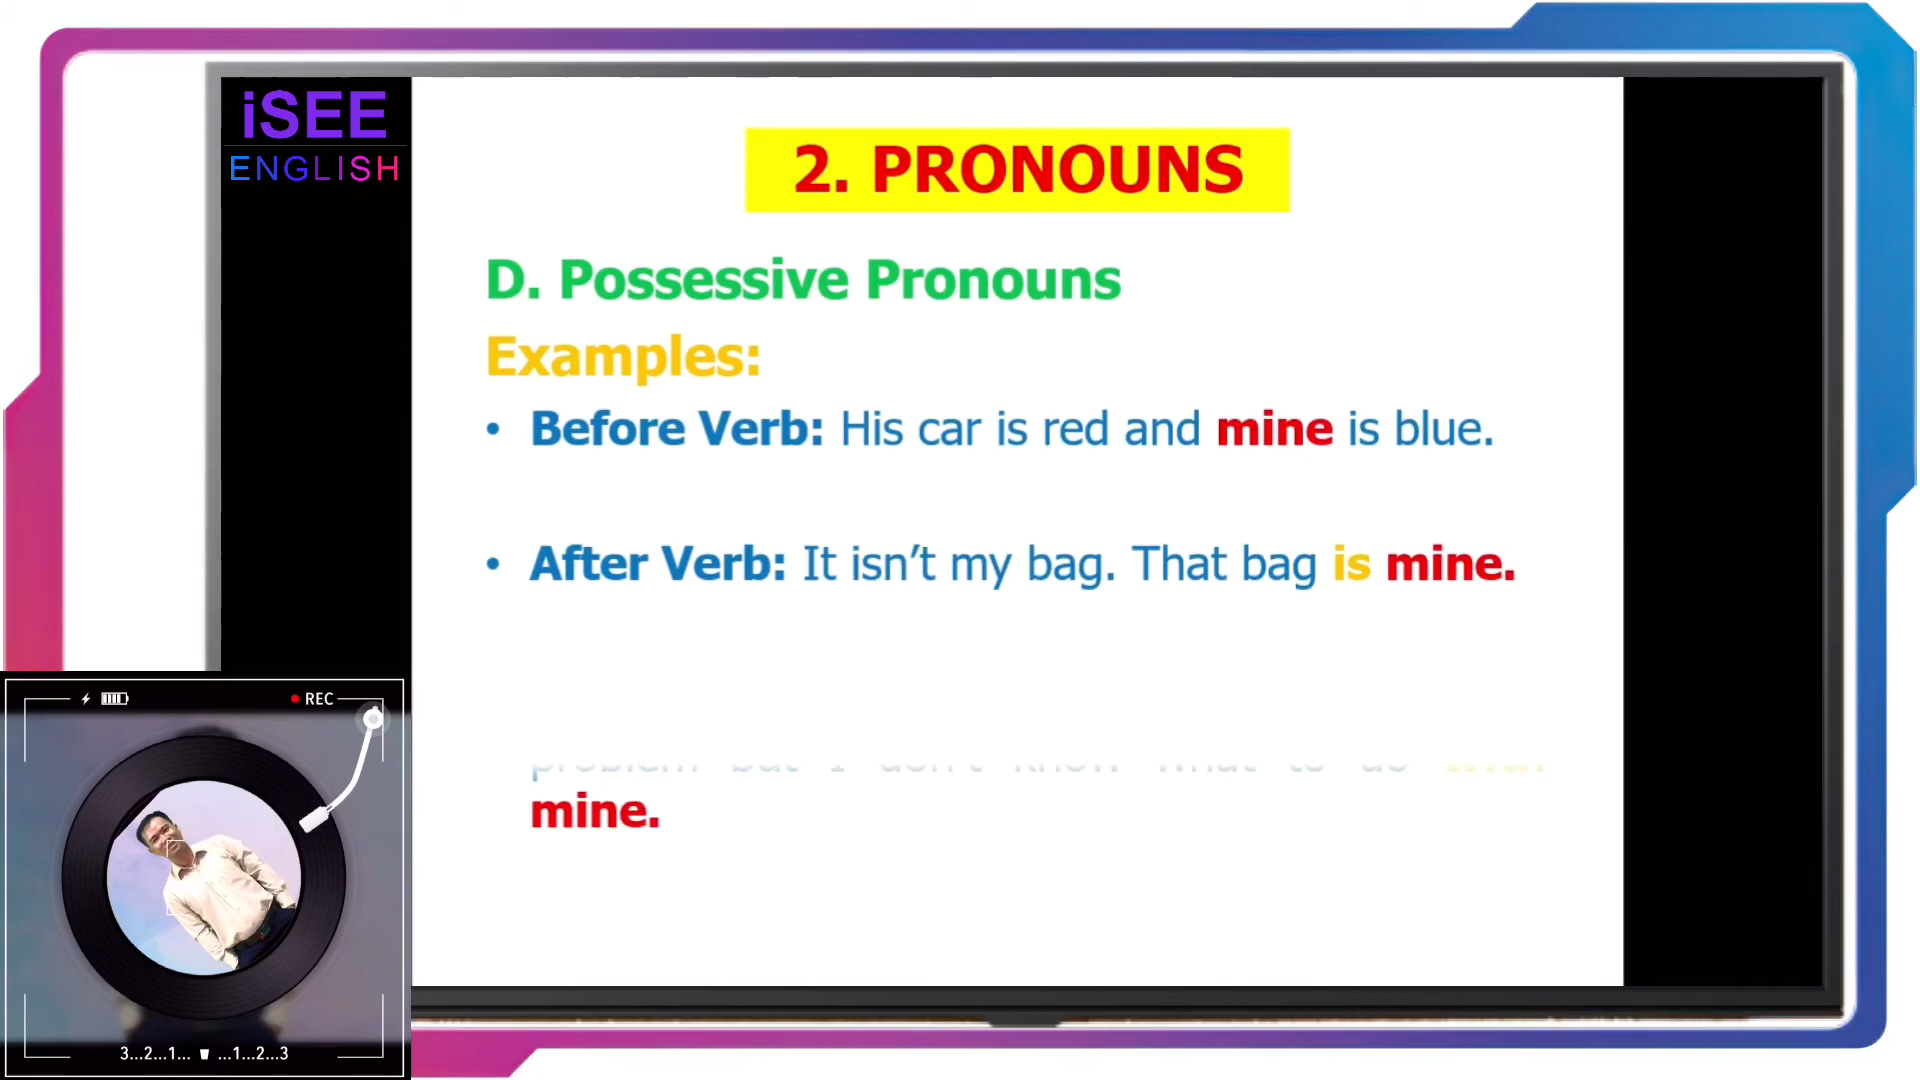 iSEE
ENGLISH
2. PRONOUNS
D. Possessive Pronouns
Examples:
• Before Verb: His car is red and mine is blue.
• After Verb: It isn't my bag. That bag is mine.
mine.
REC
3...2...1... ...1...2...3